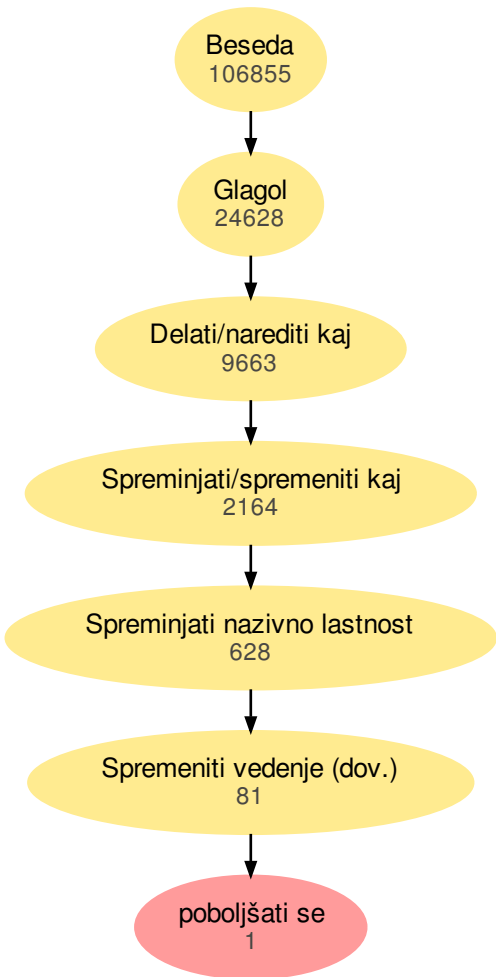 Beseda
106855
Glagol
24628
Delati/narediti kaj
9663
Spreminjati/spremeniti kaj
2164
Spreminjati nazivno lastnost
628
Spremeniti vedenje (dov.)
81
poboljšati se
1